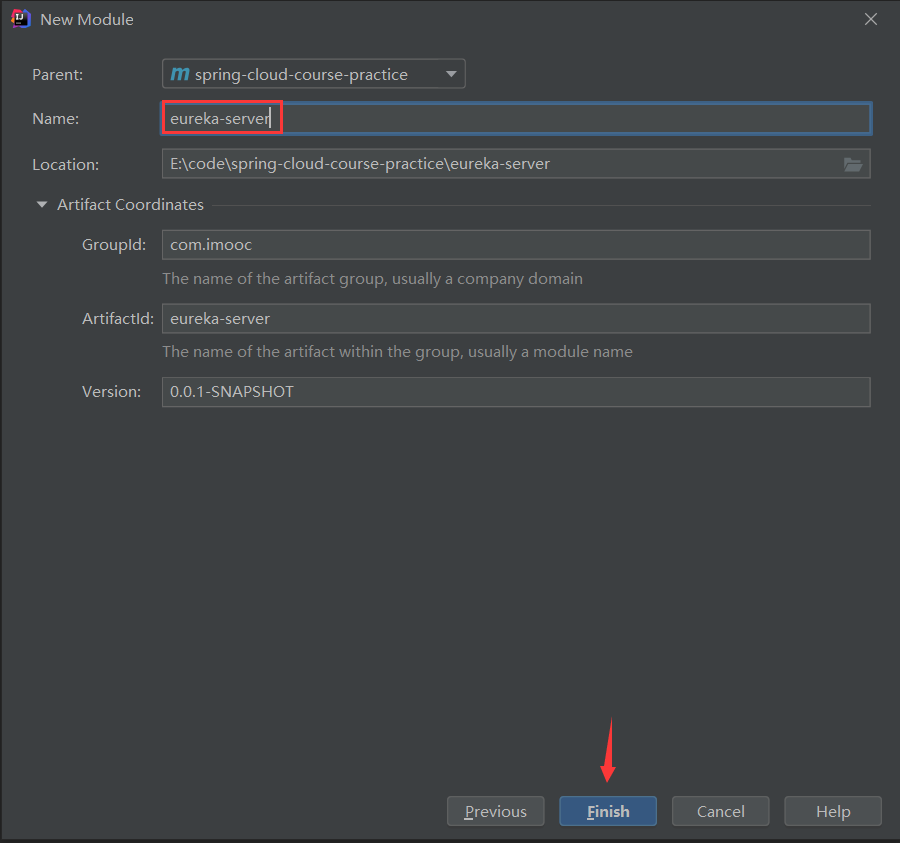 New Module
Parent: spring-cloud-course-practice
Name: eureka-server
Location: E:\code\spring-cloud-course-practice\eureka-server
Artifact Coordinates
GroupId: com.imooc
The name of the artifact group, usually a company domain
ArtifactId: eureka-server
The name of the artifact within the group, usually a module name
Version: 0.0.1-SNAPSHOT
Previous Finish Cancel Help